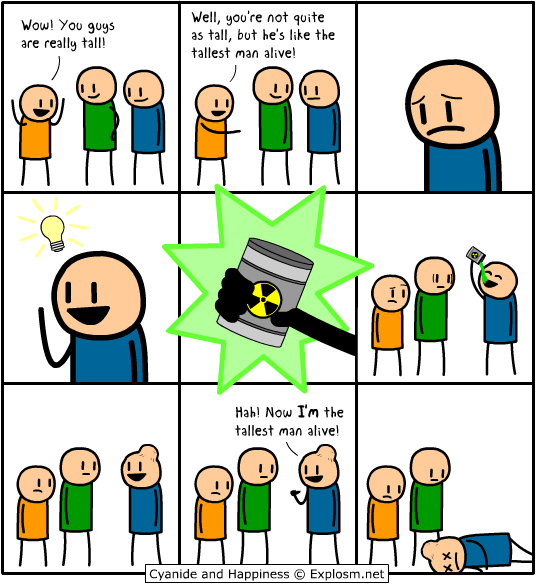 Wow! You guys
are really tall!
Well, you're not quite
as tall, but he's like the
tallest man alive!
Hah! Now I'm the
tallest man alive!
Cyanide and Happiness © Explosm.net